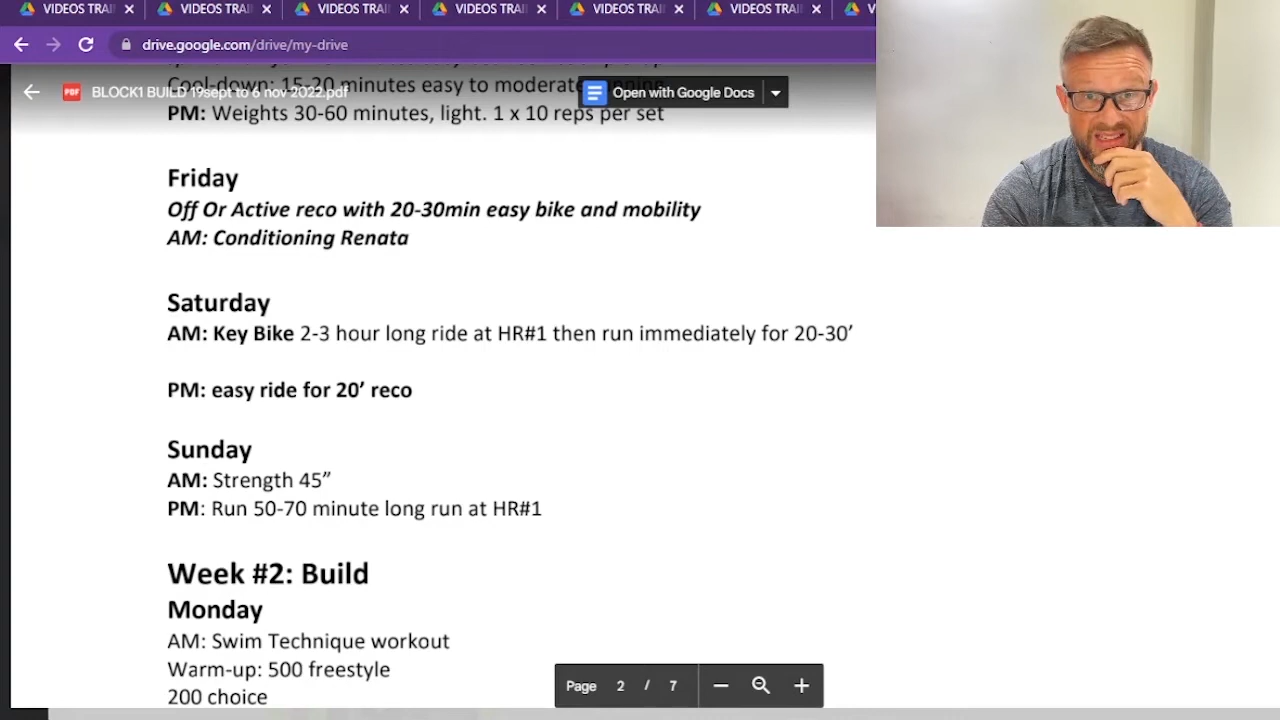 VIDEOS TRAI VIDEOS TRAI VIDEOS TRAI VIDEOS TRAI VIDEOS TRAI VIDEOS TRAI V
drive.google.com/drive/my-drive
Cool-down: 15-20 minutes easy to moderate
PDF BLOCK1 BUILD 19sept to 6 nov 2022.pdf Open with Google Docs
PM: Weights 30-60 minutes, light. 1 x 10 reps per set
Friday
Off Or Active reco with 20-30min easy bike and mobility
AM: Conditioning Renata
Saturday
AM: Key Bike 2-3 hour long ride at HR#1 then run immediately for 20-30’
PM: easy ride for 20’ reco
Sunday
AM: Strength 45”
PM: Run 50-70 minute long run at HR#1
Week #2: Build
Monday
AM: Swim Technique workout
Warm-up: 500 freestyle
200 choice
Page 2 / 7